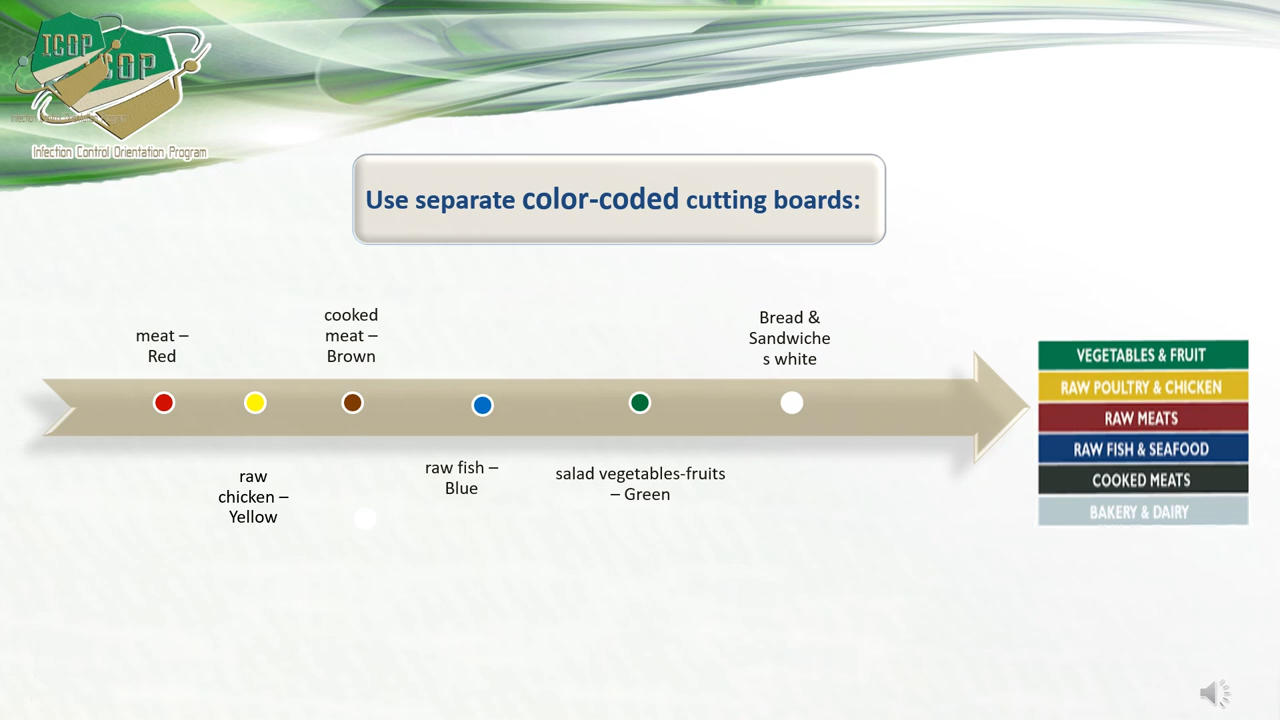 ICOP
COP
Infection Control Orientation Program
Use separate color-coded cutting boards:
meat –
Red
raw
chicken –
Yellow
cooked
meat –
Brown
raw fish –
Blue
salad vegetables-fruits
– Green
Bread &
Sandwiche
s white
VEGETABLES & FRUIT
RAW POULTRY & CHICKEN
RAW MEATS
RAW FISH & SEAFOOD
COOKED MEATS
BAKERY & DAIRY